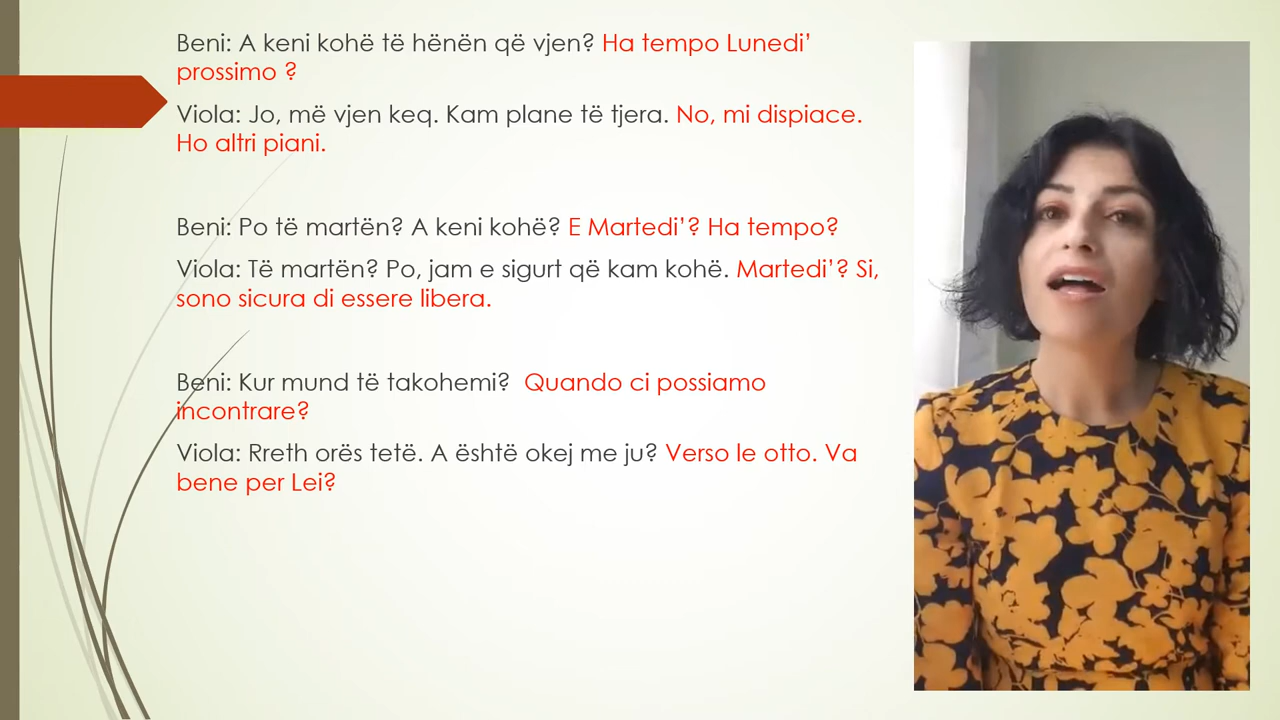 Beni: A keni kohë të hënën që vjen? Ha tempo Lunedi’
prossimo ?
Viola: Jo, më vjen keq. Kam plane të tjera. No, mi dispiace.
Ho altri piani.
Beni: Po të martën? A keni kohë? E Martedi’? Ha tempo?
Viola: Të martën? Po, jam e sigurt që kam kohë. Martedi’? Si,
sono sicura di essere libera.
Beni: Kur mund të takohemi?  Quando ci possiamo
incontrare?
Viola: Rreth orës tetë. A është okej me ju? Verso le otto. Va
bene per Lei?